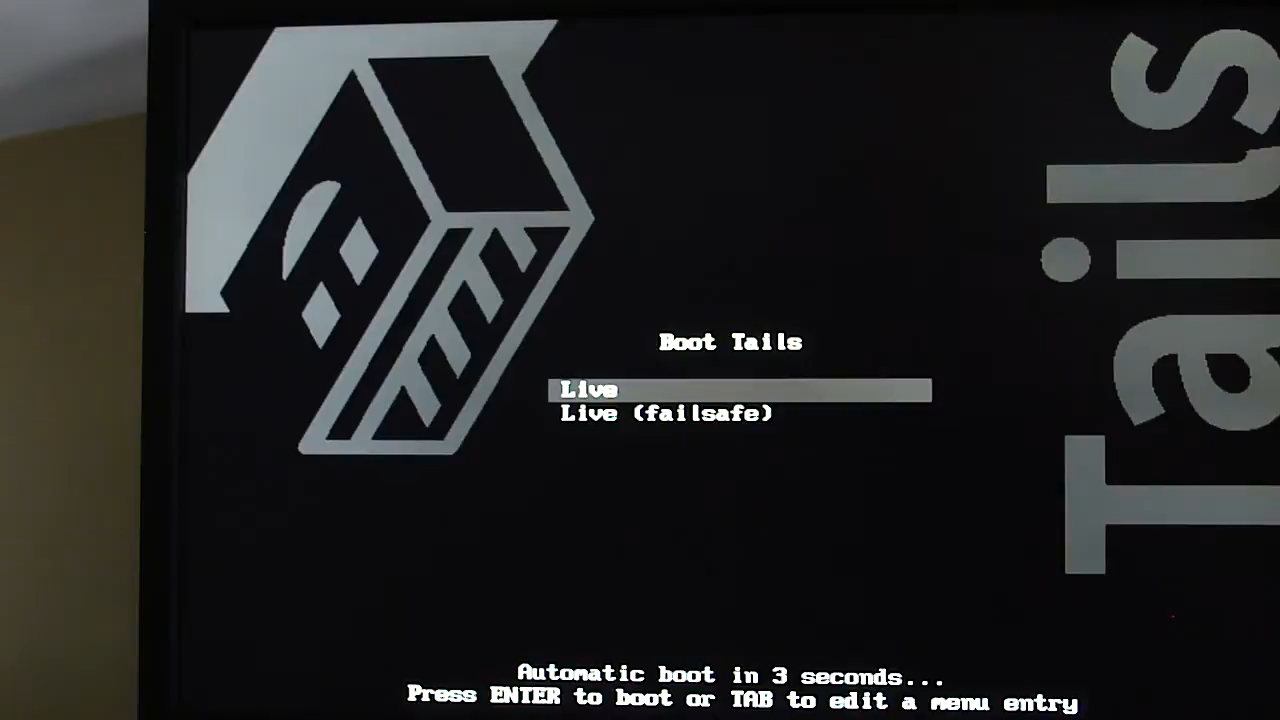 Tails
Boot Tails
Live
Live (failsafe)
Automatic boot in 3 seconds...
Press ENTER to boot or TAB to edit a menu entry